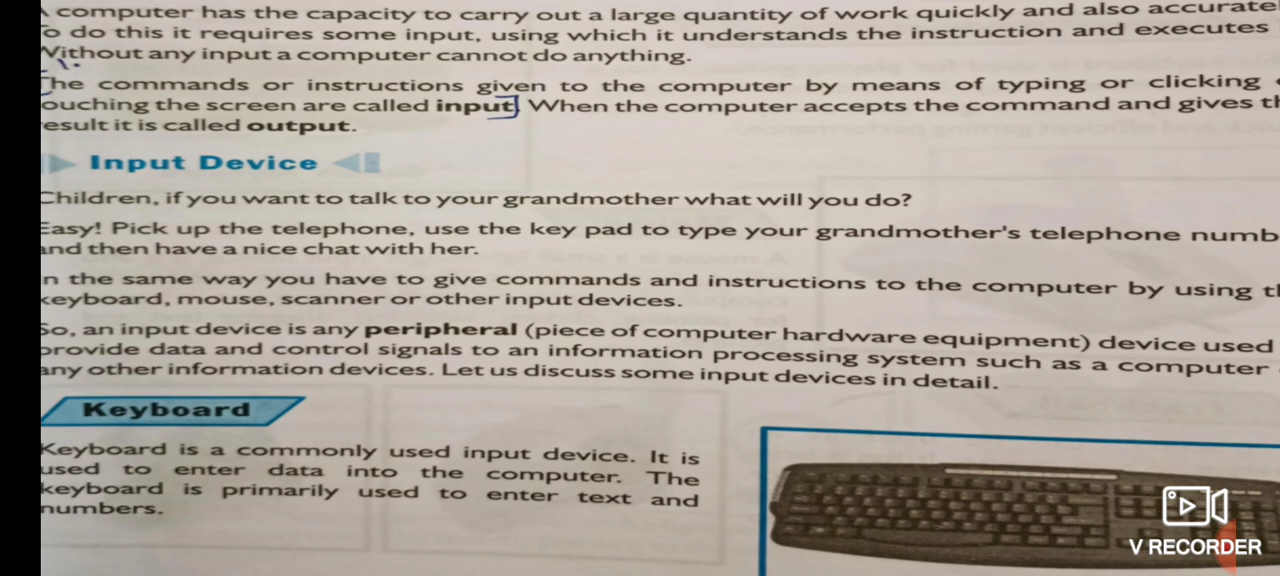 computer has the capacity to carry out a large quantity of work quickly and also
o do this it requires some input, using which it understands the instruction and executes
Without any input a computer cannot do anything.
The commands or instructions given to the computer by means of typing or clicking
ouching the screen are called input. When the computer accepts the command and gives
esult it is called output.
Input Device
Children, if you want to talk to your grandmother what will you do?
Easy! Pick up the telephone, use the key pad to type your grandmother's telephone numb
and then have a nice chat with her.
n the same way you have to give commands and instructions to the computer by using
keyboard, mouse, scanner or other input devices.
So, an input device is any peripheral (piece of computer hardware equipment) device used
provide data and control signals to an information processing system such as a computer
any other information devices. Let us discuss some input devices in detail.
Keyboard
Keyboard is a commonly used input device. It is
used to enter data into the computer. The
keyboard is primarily used to enter text and
numbers.
V RECORDER